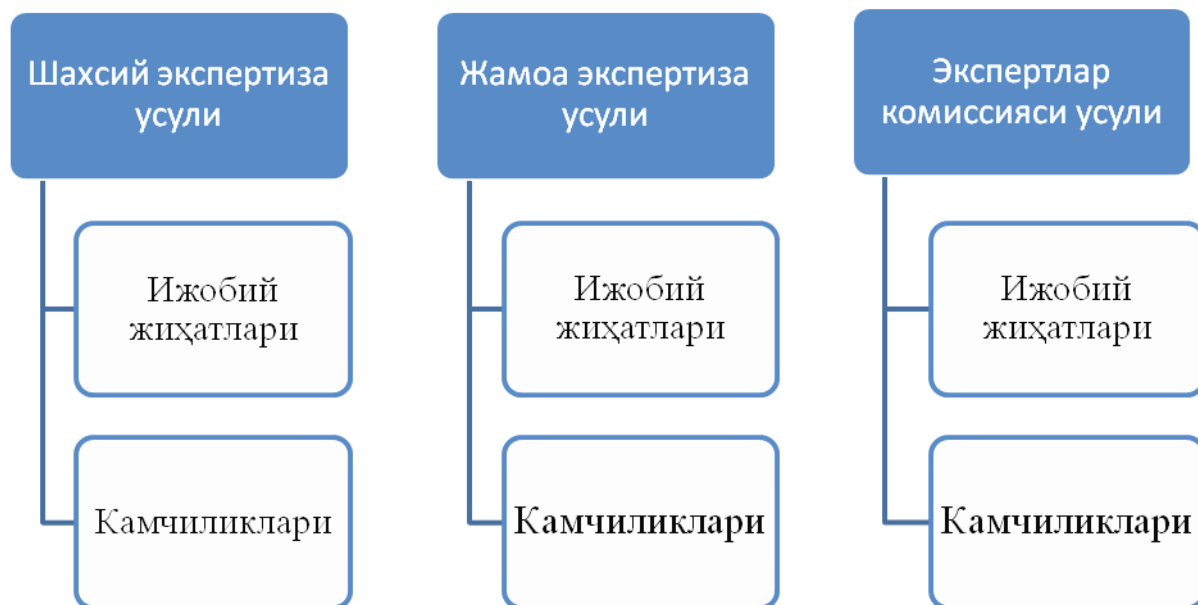 Шахсий экспертиза
усули
Ижобий
жиҳатлари
Камчиликлари
Жамоа экспертиза
усули
Ижобий
жиҳатлари
Камчиликлари
Экспертлар
комиссияси усули
Ижобий
жиҳатлари
Камчиликлари